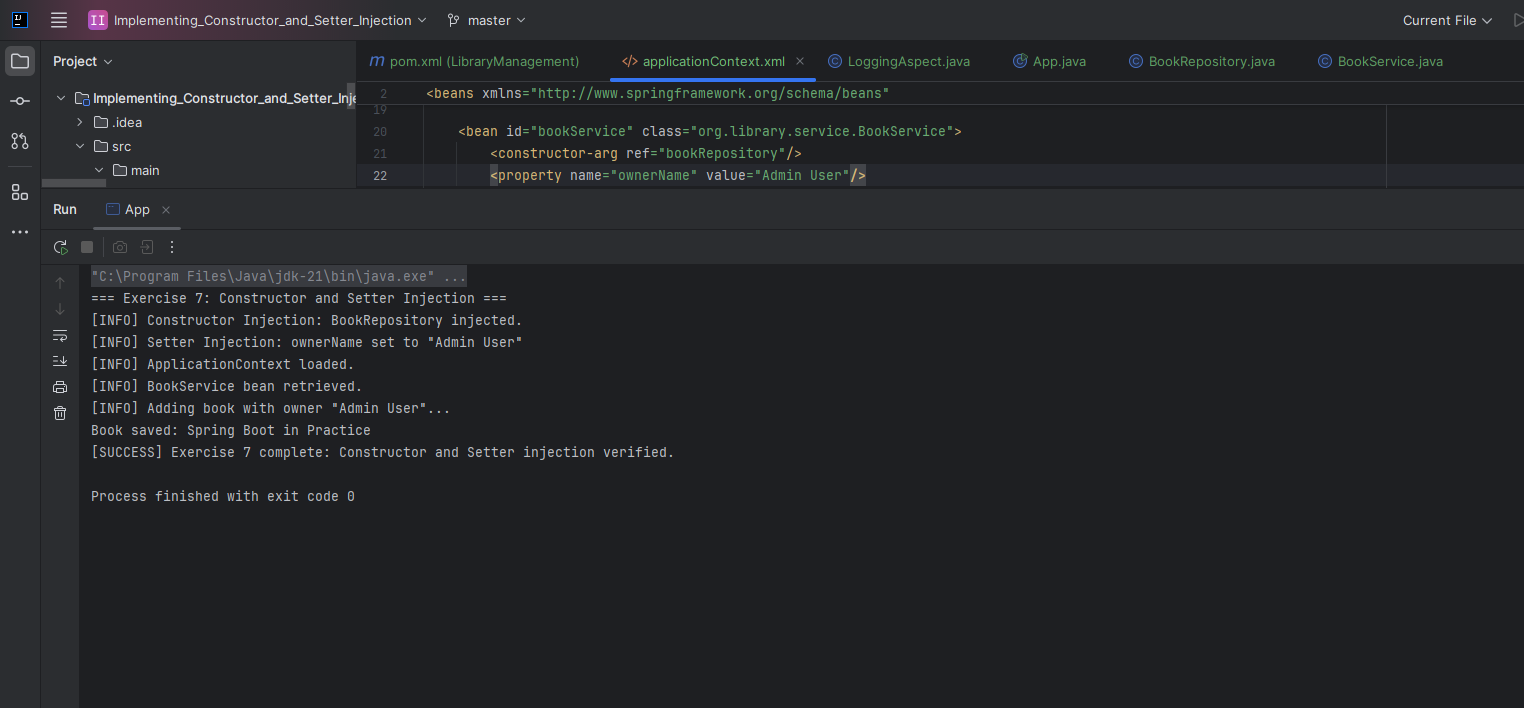 II Implementing_Constructor_and_Setter_Injection master Current File
Project
m pom.xml (LibraryManagement) </> applicationContext.xml × C LoggingAspect.java C App.java C BookRepository.java C BookService.java
Implementing_Constructor_and_Setter_Inje
.idea
src
main
2 <beans xmlns="http://www.springframework.org/schema/beans"
19
20 <bean id="bookService" class="org.library.service.BookService">
21 <constructor-arg ref="bookRepository"/>
22 <property name="ownerName" value="Admin User"/>
Run App ×
"C:\Program Files\Java\jdk-21\bin\java.exe" ...
=== Exercise 7: Constructor and Setter Injection ===
[INFO] Constructor Injection: BookRepository injected.
[INFO] Setter Injection: ownerName set to "Admin User"
[INFO] ApplicationContext loaded.
[INFO] BookService bean retrieved.
[INFO] Adding book with owner "Admin User"...
Book saved: Spring Boot in Practice
[SUCCESS] Exercise 7 complete: Constructor and Setter injection verified.
Process finished with exit code 0